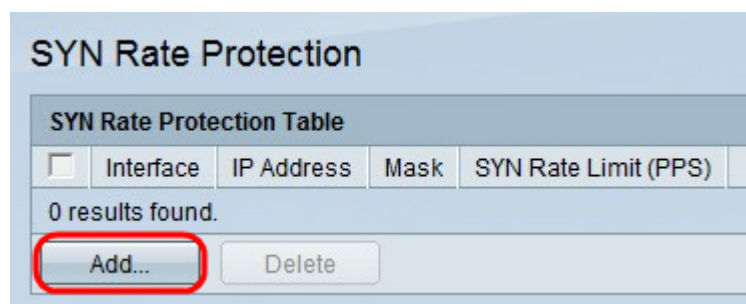 SYN Rate Protection
SYN Rate Protection Table
Interface IP Address Mask SYN Rate Limit (PPS)
0 results found.
Add... Delete